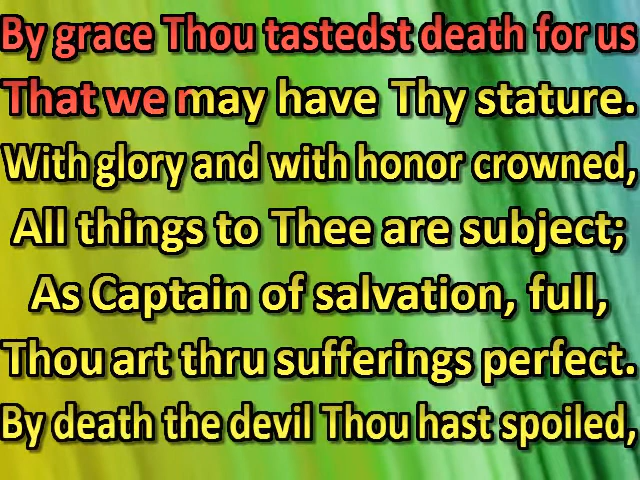 By grace Thou tastedst death for us
That we may have Thy stature.
With glory and with honor crowned,
All things to Thee are subject;
As Captain of salvation, full,
Thou art thru sufferings perfect.
By death the devil Thou hast spoiled,